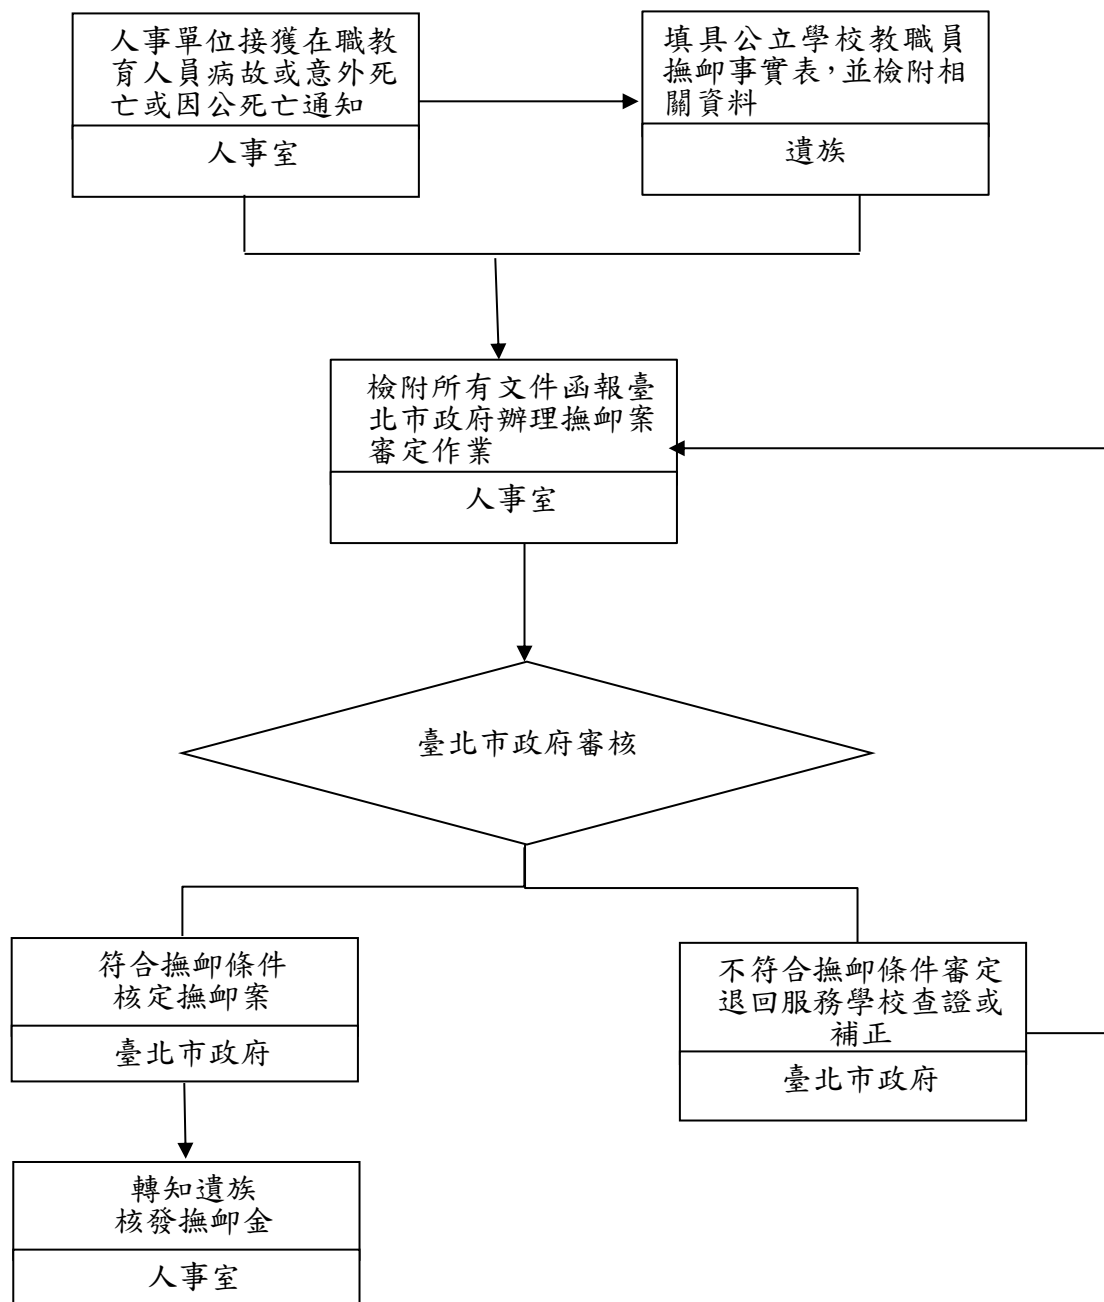 人事單位接獲在職教
育人員病故或意外死
亡或因公死亡通知
人事室
填具公立學校教職員
撫卹事實表，並檢附相
關資料
遺族
檢附所有文件函報臺
北市政府辦理撫卹案
審定作業
人事室
臺北市政府審核
符合撫卹條件
核定撫卹案
臺北市政府
不符合撫卹條件審定
退回服務學校查證或
補正
臺北市政府
轉知遺族
核發撫卹金
人事室